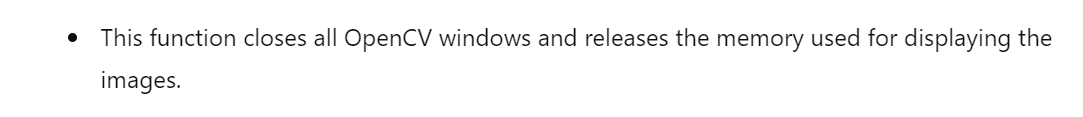 • This function closes all OpenCV windows and releases the memory used for displaying the
images.